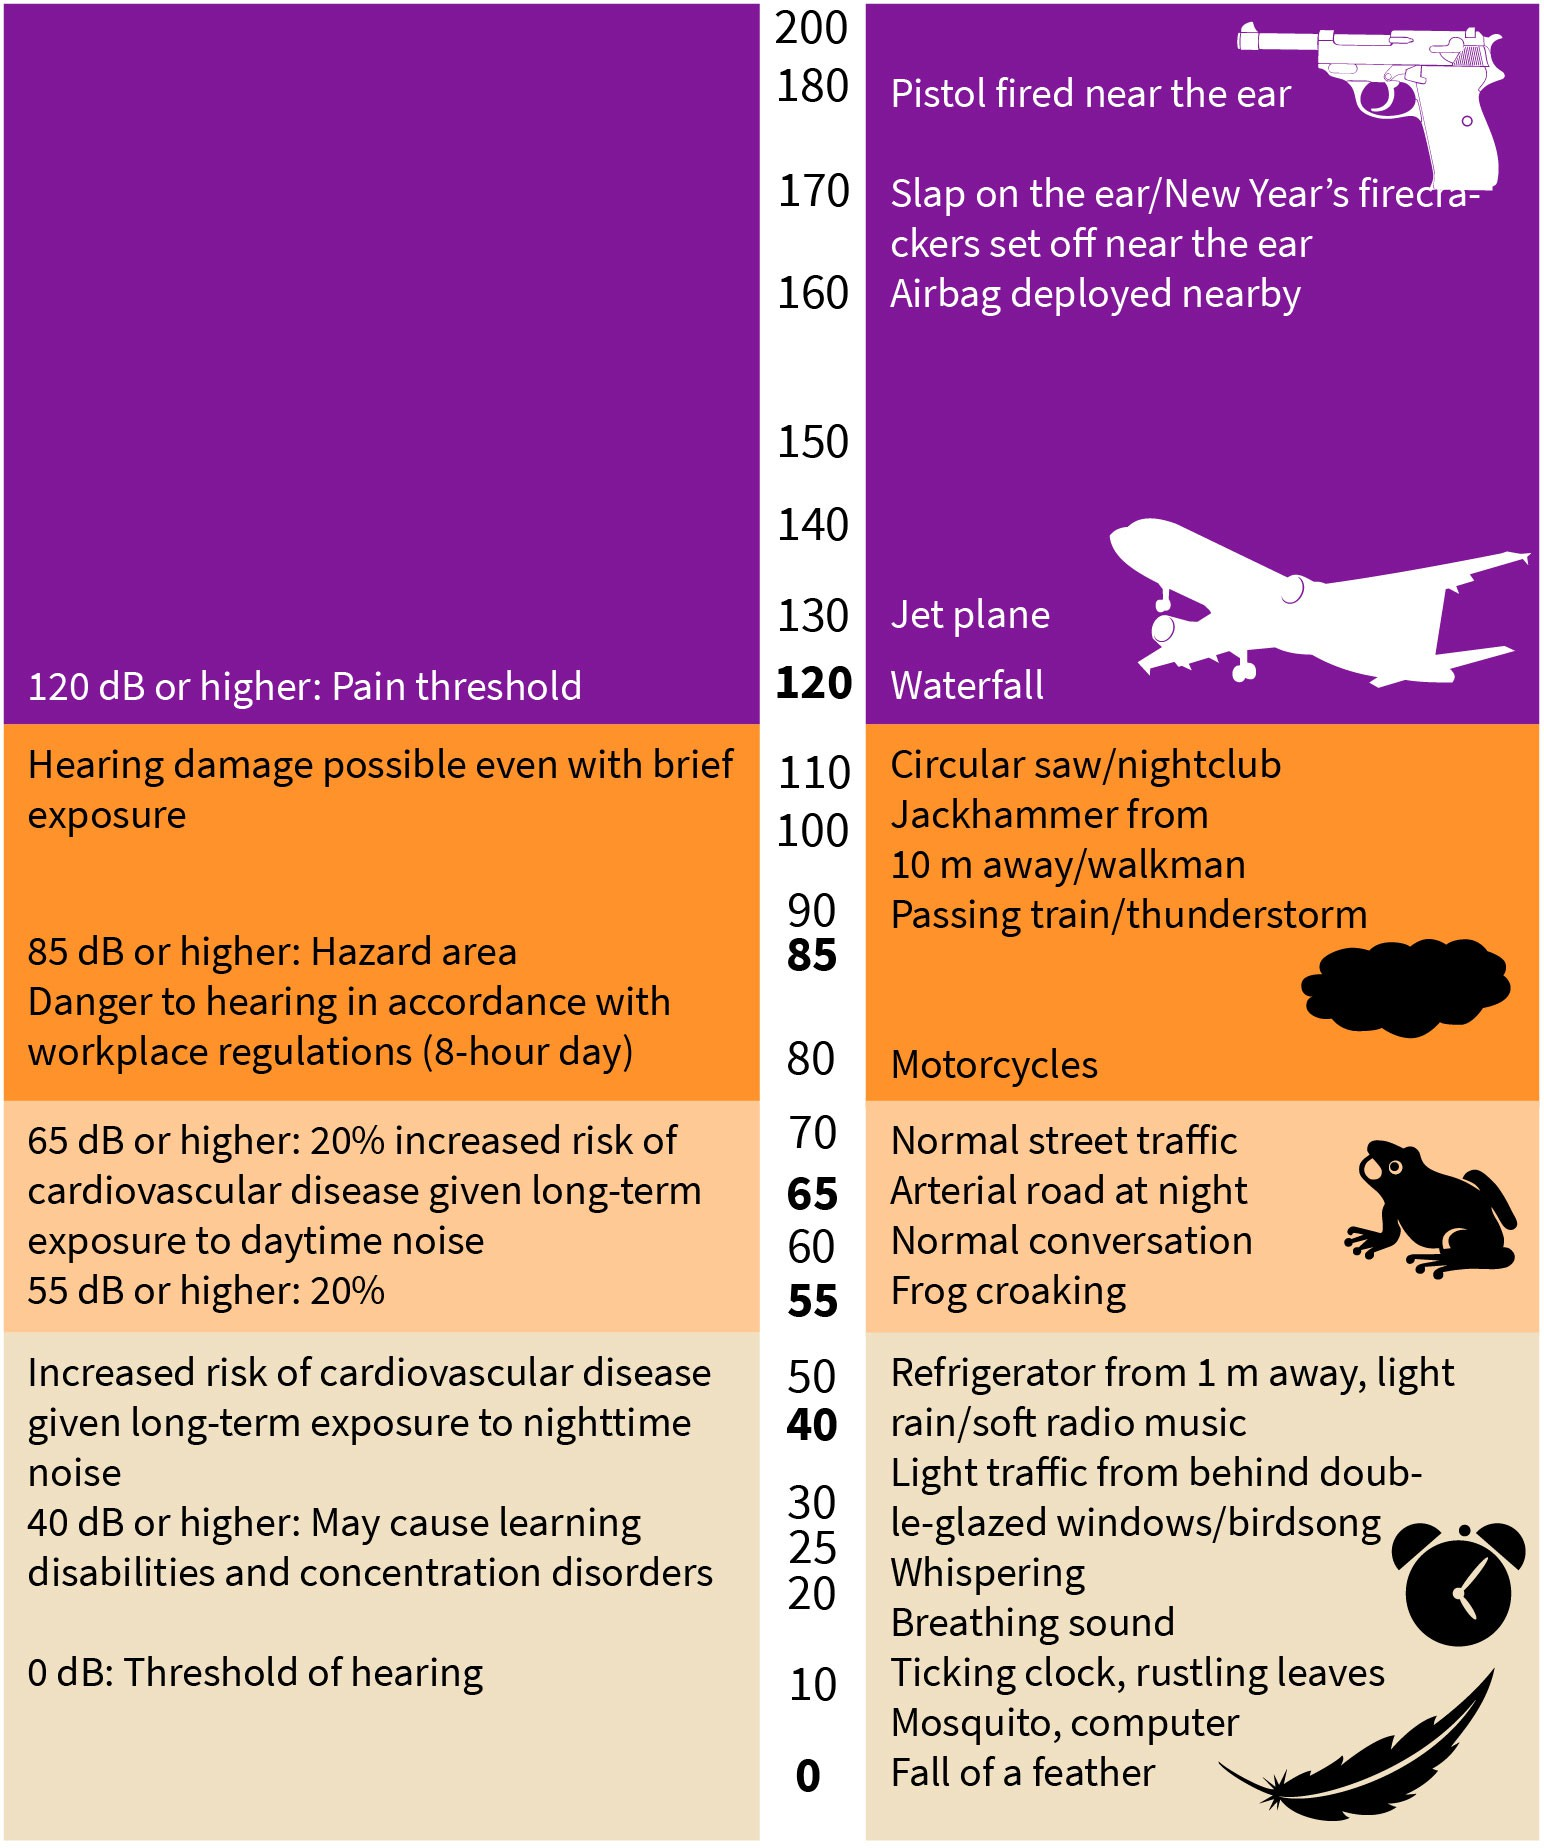 120 dB or higher: Pain threshold
Hearing damage possible even with brief
exposure
85 dB or higher: Hazard area
Danger to hearing in accordance with
workplace regulations (8-hour day)
65 dB or higher: 20% increased risk of
cardiovascular disease given long-term
exposure to daytime noise
55 dB or higher: 20%
Increased risk of cardiovascular disease
given long-term exposure to nighttime
noise
40 dB or higher: May cause learning
disabilities and concentration disorders
0 dB: Threshold of hearing
200
180
170
160
150
140
130
120
110
100
90
85
80
70
65
60
55
50
40
30
25
20
10
0
Pistol fired near the ear
Slap on the ear/New Year’s firecra-
ckers set off near the ear
Airbag deployed nearby
Jet plane
Waterfall
Circular saw/nightclub
Jackhammer from
10 m away/walkman
Passing train/thunderstorm
Motorcycles
Normal street traffic
Arterial road at night
Normal conversation
Frog croaking
Refrigerator from 1 m away, light
rain/soft radio music
Light traffic from behind doub-
le-glazed windows/birdsong
Whispering
Breathing sound
Ticking clock, rustling leaves
Mosquito, computer
Fall of a feather